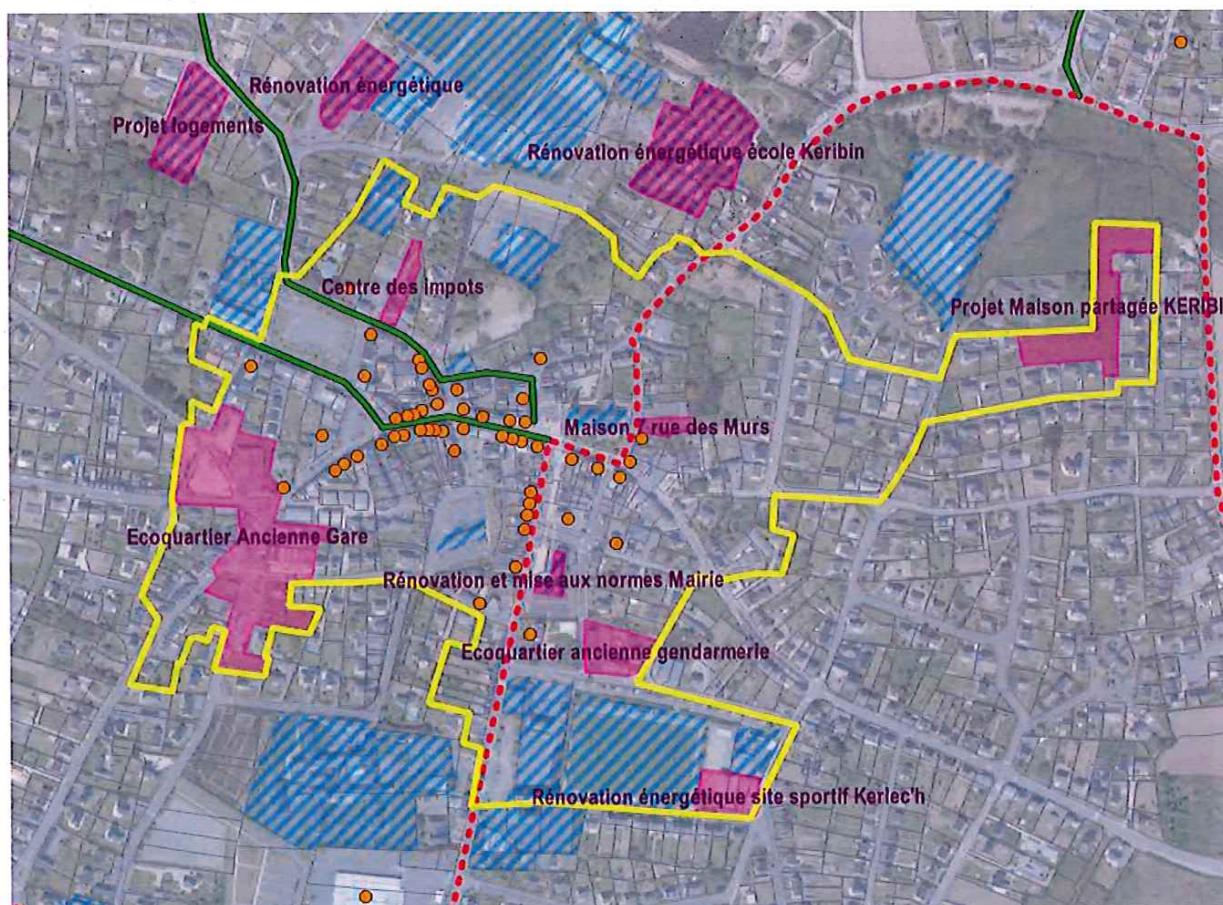 Rénovation énergétique
Projet logements
Rénovation énergétique école Keribin
Centre des impots
Projet Maison partagée KERIBI
Maison 7 rue des Murs
Ecoquartier Ancienne Gare
Rénovation et mise aux normes Mairie
Ecoquartier ancienne gendarmerie
Rénovation énergétique site sportif Kerlec'h